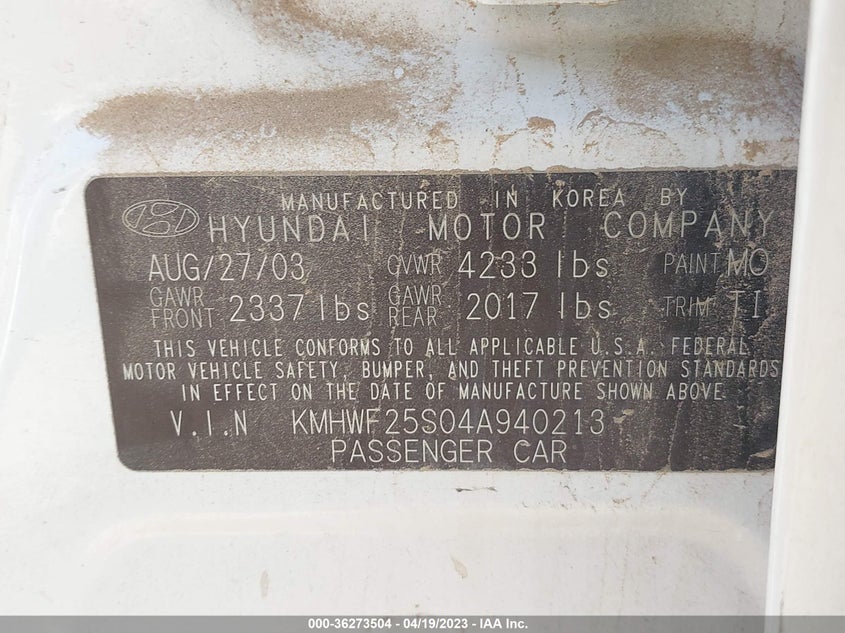 MANUFACTURED IN KOREA BY
HYUNDAI MOTOR COMPANY
AUG/27/03 GVWR 4233 lbs PAINT MO
GAWR FRONT 2337 lbs GAWR REAR 2017 lbs TRIM TI
THIS VEHICLE CONFORMS TO ALL APPLICABLE U.S.A. FEDERAL
MOTOR VEHICLE SAFETY, BUMPER, AND THEFT PREVENTION STANDARDS
IN EFFECT ON THE DATE OF MANUFACTURE SHOWN ABOVE
V.I.N KMHWF25S04A940213
PASSENGER CAR
000-36273504 - 04/19/2023 - IAA Inc.